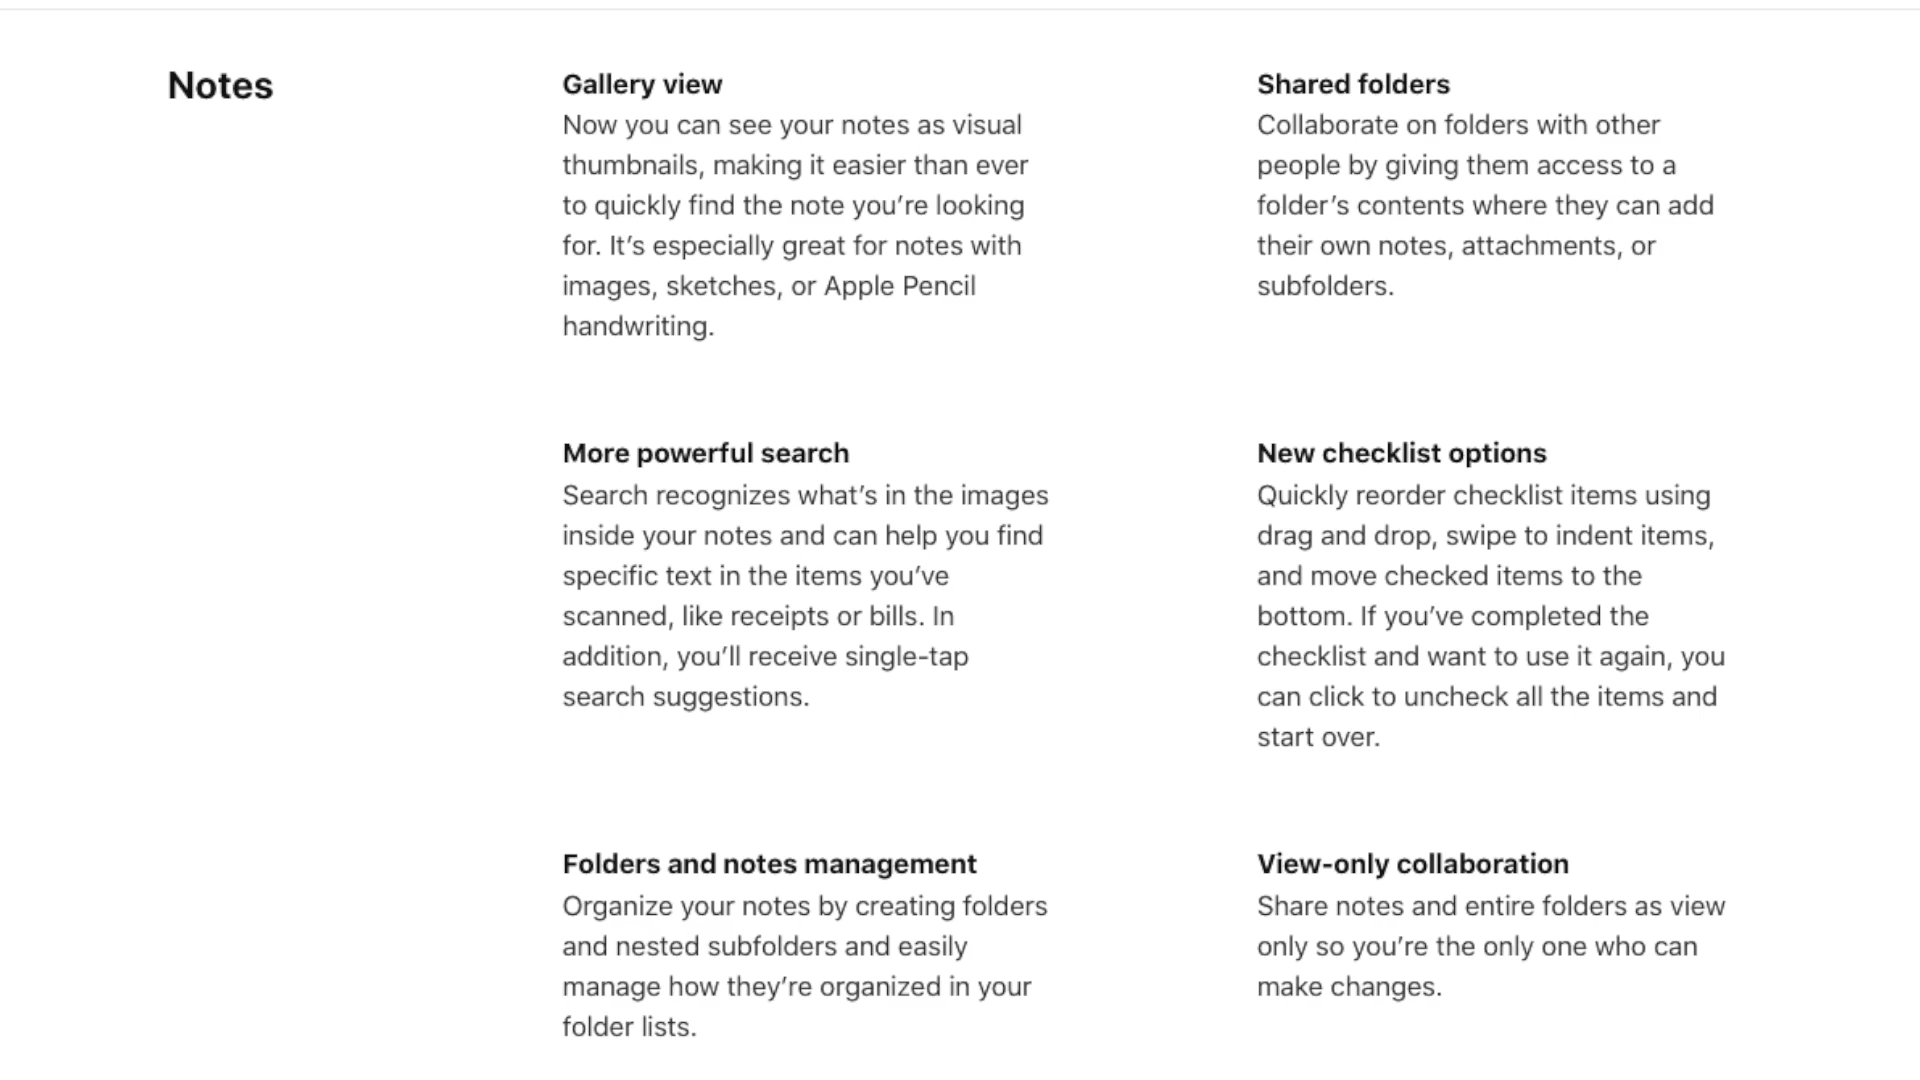 Notes
Gallery view
Now you can see your notes as visual
thumbnails, making it easier than ever
to quickly find the note you’re looking
for. It’s especially great for notes with
images, sketches, or Apple Pencil
handwriting.
Shared folders
Collaborate on folders with other
people by giving them access to a
folder’s contents where they can add
their own notes, attachments, or
subfolders.
More powerful search
Search recognizes what’s in the images
inside your notes and can help you find
specific text in the items you’ve
scanned, like receipts or bills. In
addition, you’ll receive single-tap
search suggestions.
New checklist options
Quickly reorder checklist items using
drag and drop, swipe to indent items,
and move checked items to the
bottom. If you’ve completed the
checklist and want to use it again, you
can click to uncheck all the items and
start over.
Folders and notes management
Organize your notes by creating folders
and nested subfolders and easily
manage how they’re organized in your
folder lists.
View-only collaboration
Share notes and entire folders as view
only so you’re the only one who can
make changes.